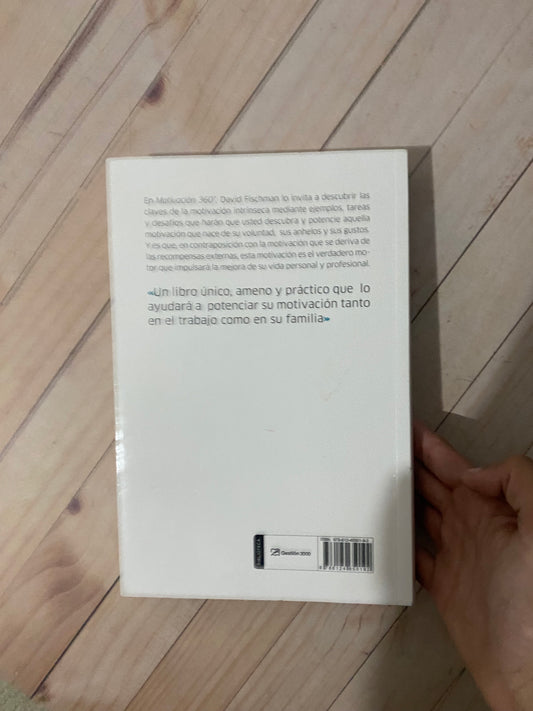 En Motivación 360°, David Fischman lo invita a descubrir las
claves de la motivación intrínseca mediante ejemplos, tareas
y desafíos que harán que usted descubra y potencie aquella
motivación que nace de su voluntad, sus anhelos y sus gustos.
Y es que, en contraposición con la motivación que se deriva de
las recompensas externas, esta motivación es el verdadero mo-
tor que impulsará la mejora de su vida personal y profesional.
«Un libro único, ameno y práctico que lo
ayudará a potenciar su motivación tanto
en el trabajo como en su familia»
BIBLIOTECA
Gestión 2000